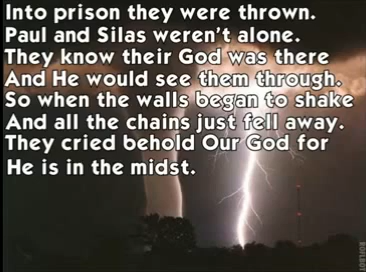 Into prison they were thrown.
Paul and Silas weren't alone.
They know their God was there
And He would see them through.
So when the walls began to shake
And all the chains just fell away.
They cried behold Our God for
He is in the midst.
ROFLBOT